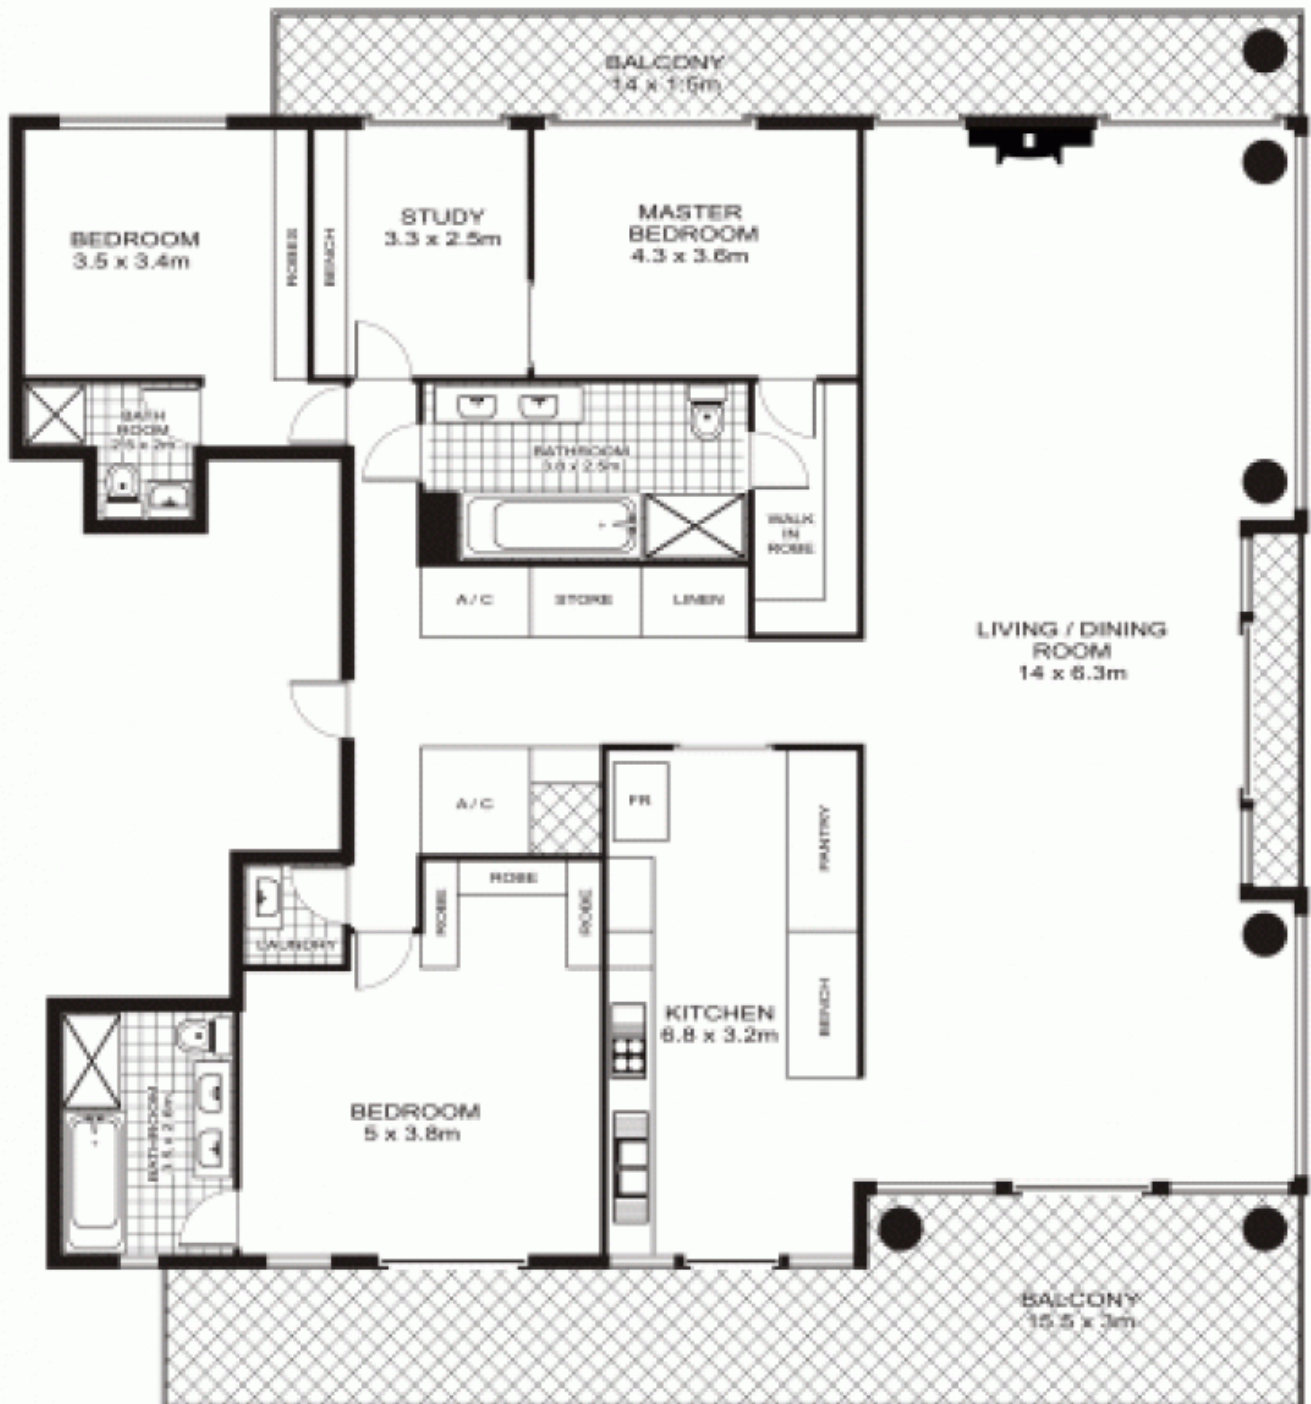 BALCONY
14 x 1.5m
BEDROOM
3.5 x 3.4m
ROBES
BENCH
STUDY
3.3 x 2.5m
MASTER
BEDROOM
4.3 x 3.6m
BATH
ROOM
BATHROOM
WALK
IN
ROBE
A / C
STORE
LINEN
LIVING / DINING
ROOM
14 x 6.3m
A / C
FR
PANTRY
ROBE
ROBE
ROBE
LAUNDRY
KITCHEN
6.8 x 3.2m
BENCH
BATHROOM
BEDROOM
5 x 3.8m
BALCONY
15.5 x 3m